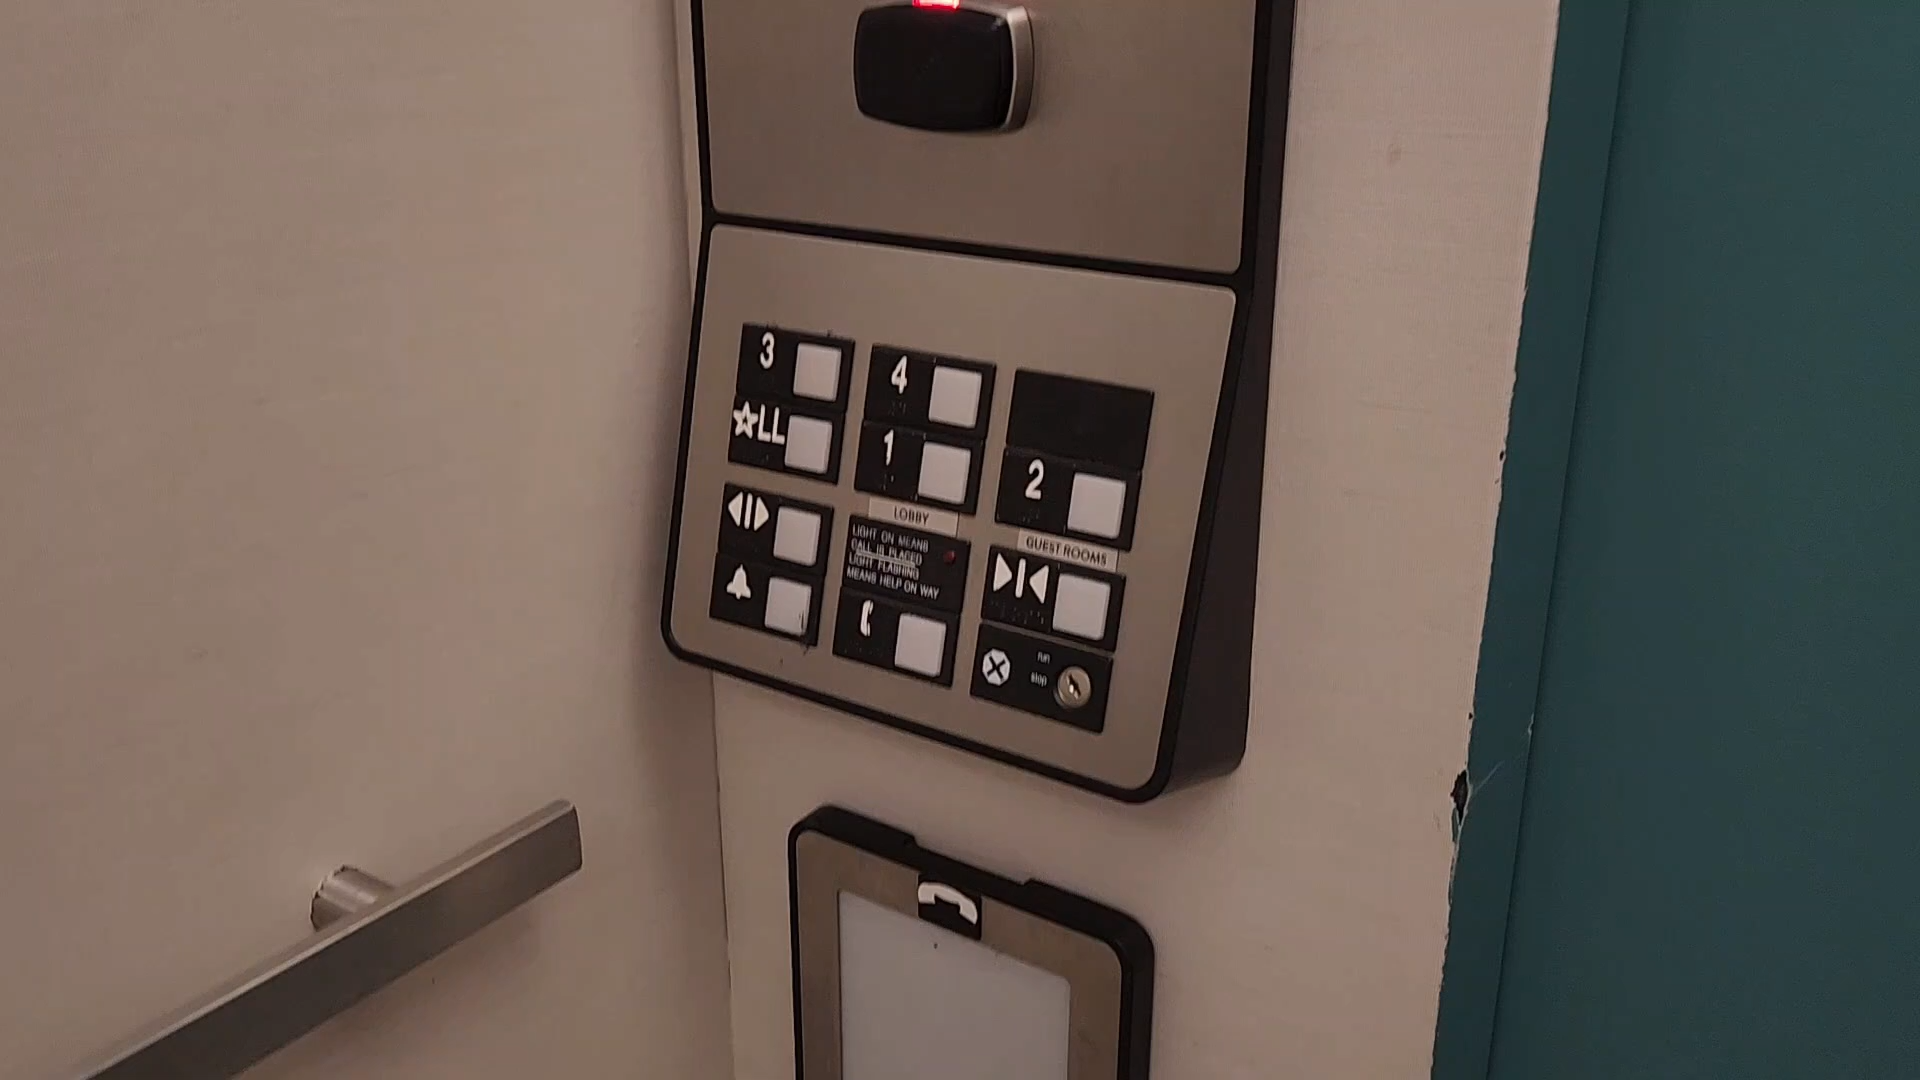 3
4
☆LL
1
2
LOBBY
GUEST ROOMS
LIGHT ON MEANS
CALL IS PLACED
LIGHT FLASHING
MEANS HELP ON WAY
run
stop